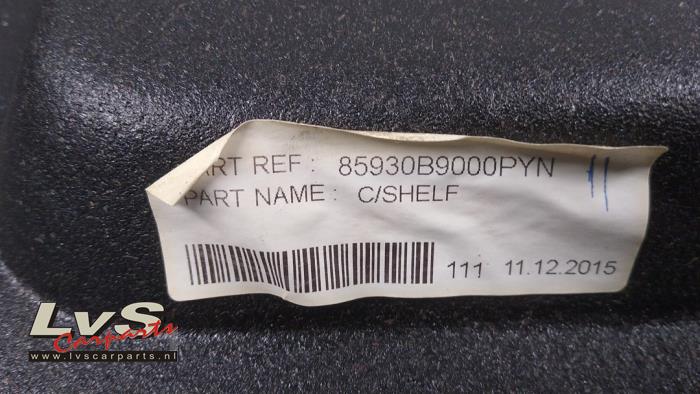 ART REF : 85930B9000PYN
PART NAME : C/SHELF
111 11.12.2015
LvS
Carparts
www.lvscarparts.nl